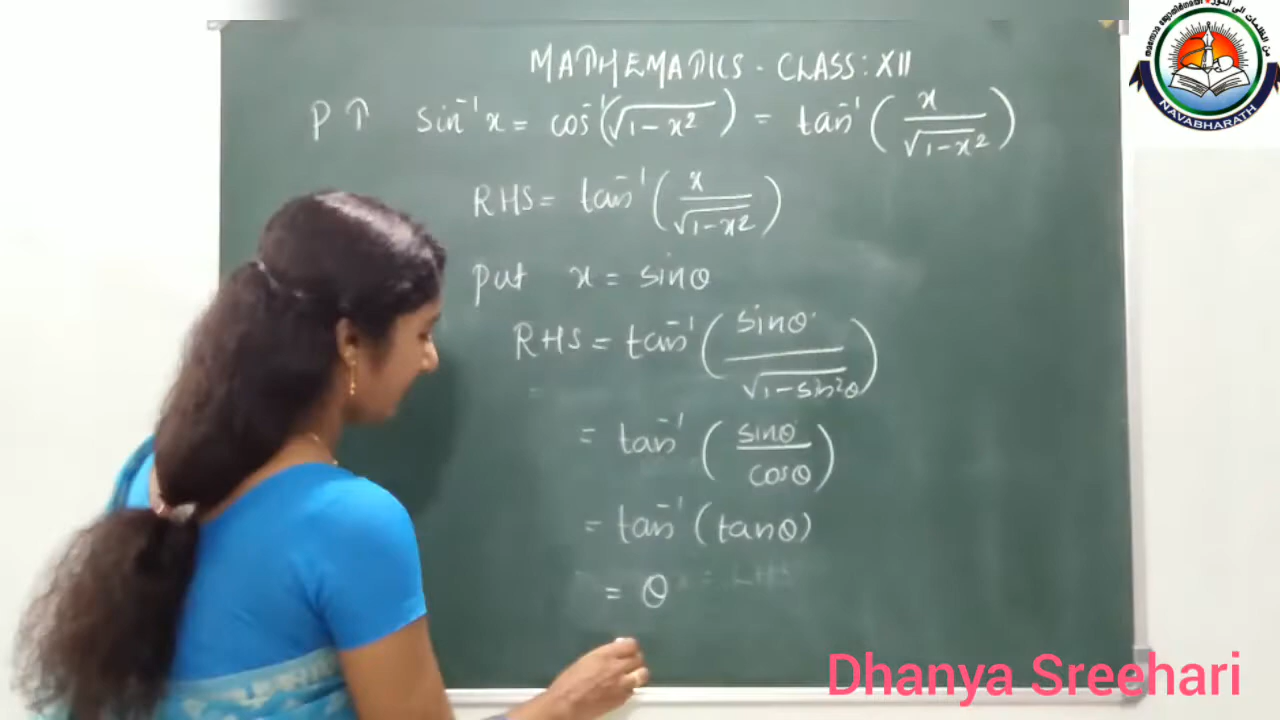 MATHEMATICS - CLASS: XII
PT sin⁻¹x = cos⁻¹(√1-x²) = tan⁻¹(x/√1-x²)
RHS = tan⁻¹(x/√1-x²)
put x = sinθ
RHS = tan⁻¹(sinθ/√1-sin²θ)
= tan⁻¹(sinθ/cosθ)
= tan⁻¹(tanθ)
= θ
NAVABHARATH
Dhanya Sreehari